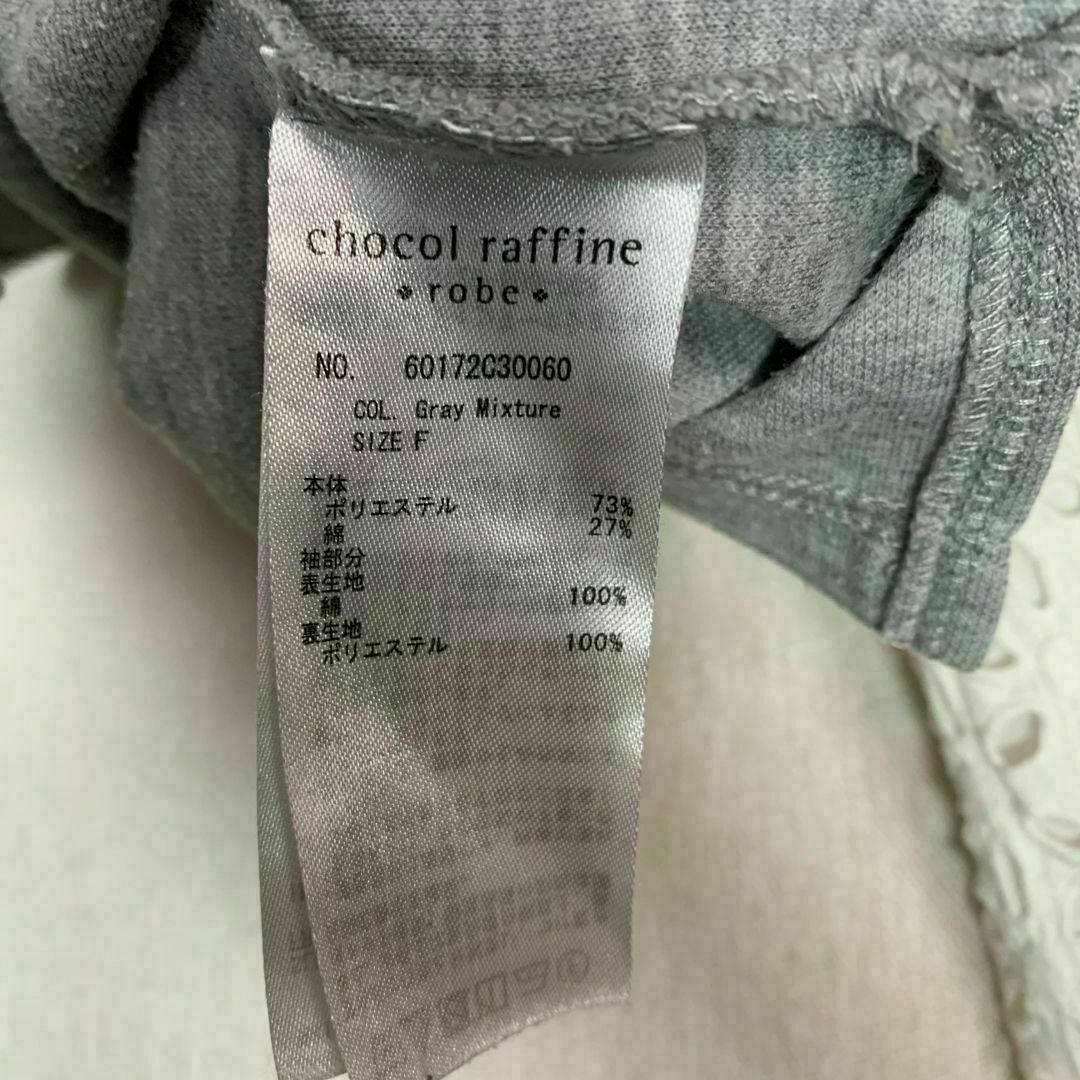 chocol raffine
robe
NO. 60172C30060
COL. Gray Mixture
SIZE F
本体
ポリエステル 73%
綿 27%
袖部分
表生地
綿 100%
裏生地
ポリエステル 100%